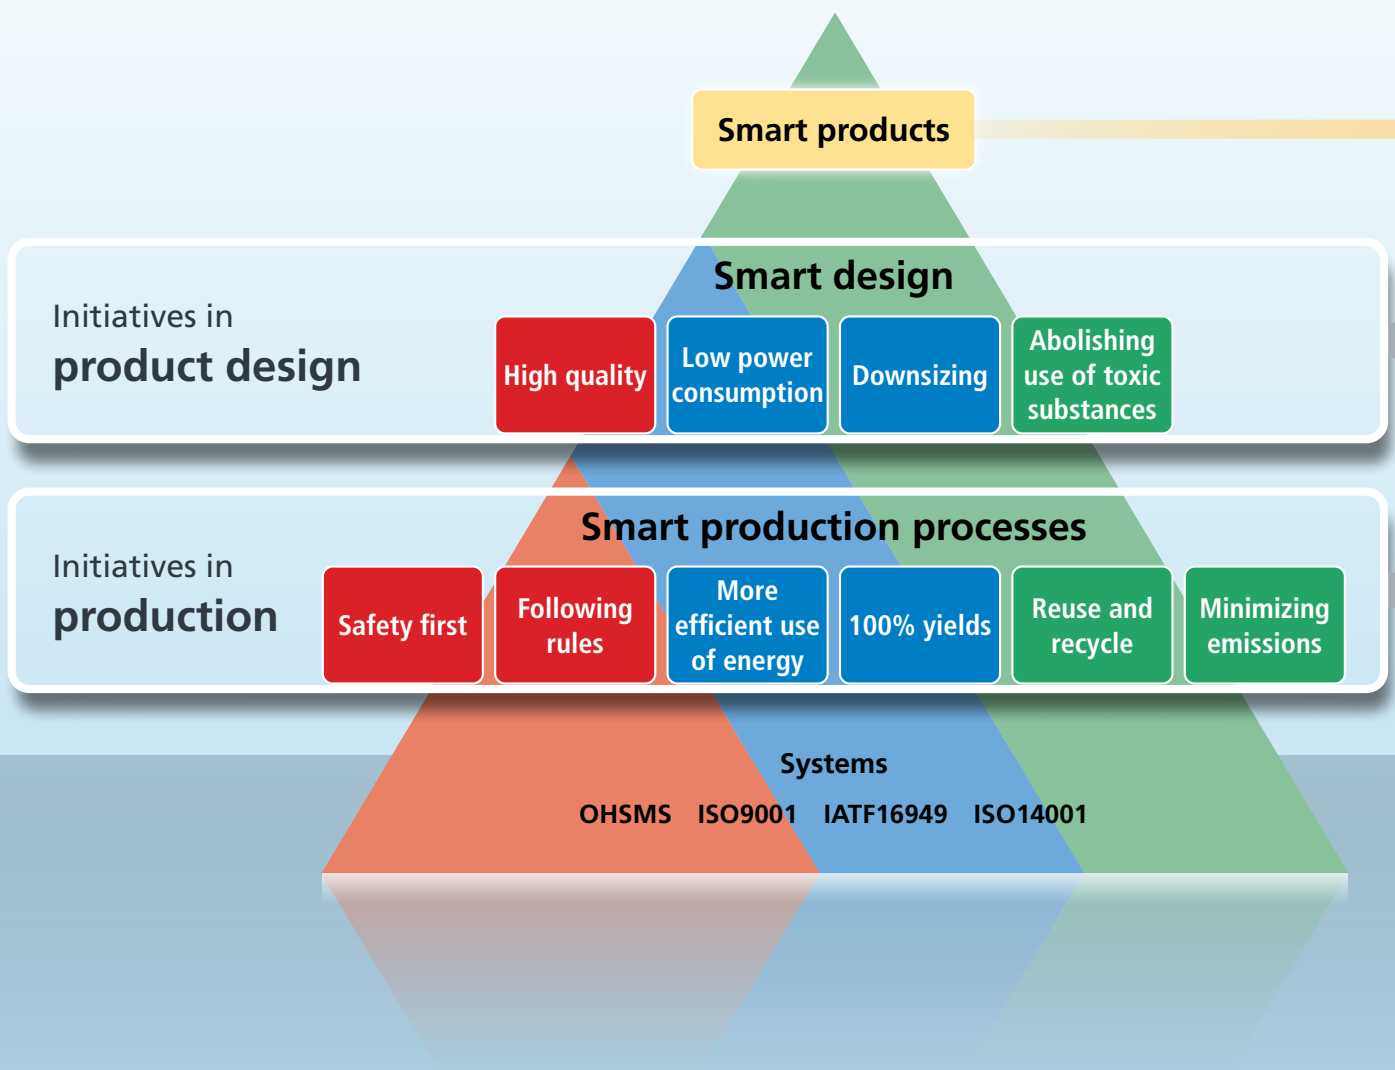 Smart products
Smart design
Initiatives in
product design
High quality
Low power
consumption
Downsizing
Abolishing
use of toxic
substances
Smart production processes
Initiatives in
production
Safety first
Following
rules
More
efficient use
of energy
100% yields
Reuse and
recycle
Minimizing
emissions
Systems
OHSMS ISO9001 IATF16949 ISO14001